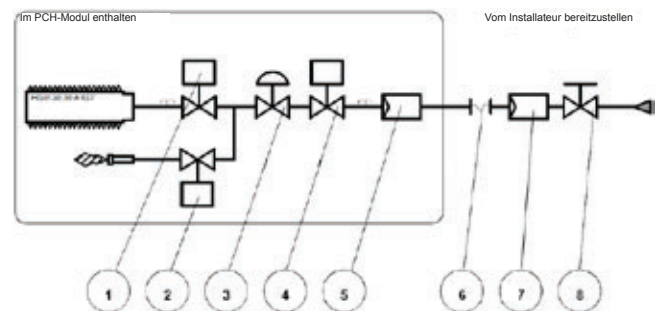 Im PCH-Modul enthalten
Vom Installateur bereitzustellen
1 2 3 4 5 6 7 8